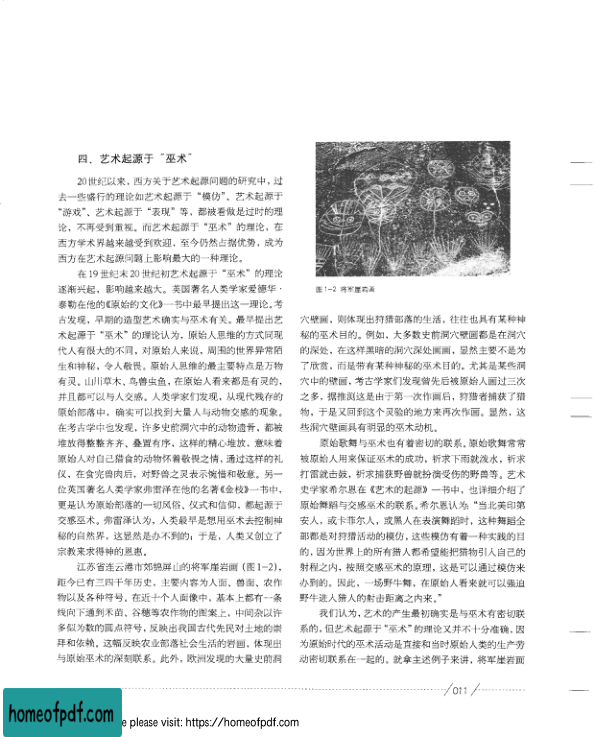 四、艺术起源于“巫术”
20世纪以来，西方关于艺术起源问题的研究中，过
去一些盛行的理论如艺术起源于“模仿”、艺术起源于
“游戏”、艺术起源于“表现”等，都被看做是过时的理
论，不再受到重视。而艺术起源于“巫术”的理论，在
西方学术界越来越受到欢迎，至今仍然占据优势，成为
西方在艺术起源问题上影响最大的一种理论。
在19世纪末20世纪初艺术起源于“巫术”的理论
逐渐兴起，影响越来越大。英国著名人类学家爱德华·
泰勒在他的《原始的文化》一书中最早提出这一理论。考
古发现，早期的造型艺术确实与巫术有关。最早提出艺
术起源于“巫术”的理论认为，原始人思维的方式同现
代人有很大的不同，对原始人来说，周围的世界异常陌
生和神秘，令人敬畏。原始人思维的最主要特点是万物
有灵。山川草木、鸟兽虫鱼，在原始人看来都是有灵的，
并且都可以与人交感。人类学家们发现，从现代残存的
原始部落中，确实可以找到大量人与动物交感的现象。
在考古学中也发现，许多史前洞穴中的动物遗骨，都被
堆放得整整齐齐、叠置有序，这样的精心堆放，意味着
原始人对自己猎食的动物怀着敬畏之情，通过这样的礼
仪，在食完兽肉后，对野兽之灵表示惋惜和敬意。另一
位英国著名人类学家弗雷泽在他的名著《金枝》一书中，
更是认为原始部落的一切风俗、仪式和信仰，都起源于
交感巫术。弗雷泽认为，人类最早是想用巫术去控制神
秘的自然界，这显然是办不到的；于是，人类又创立了
宗教来求得神的恩惠。
江苏省连云港市郊锦屏山的将军崖岩画（图1-2），
距今已有三四千年历史，主要内容为人面、兽面、农作
物以及各种符号，在近十个人面像中，基本上都有一条
线向下通到禾苗、谷穗等农作物的图案上，中间杂以许
多似为数的圆点符号，反映出我国古代先民对土地的崇
拜和依赖。这幅反映农业部落社会生活的岩画，体现出
与原始巫术的深刻联系。此外，欧洲发现的大量史前洞
图1-2 将军崖岩画
穴壁画，则体现出狩猎部落的生活，往往也具有某种神
秘的巫术目的。例如，大多数史前洞穴壁画都是在洞穴
的深处，在这样黑暗的洞穴深处画画，显然主要不是为
了欣赏，而是带有某种神秘的巫术目的。尤其是某些洞
穴中的壁画，考古学家们发现曾先后被原始人画过三次
之多，据推测这是由于第一次作画后，狩猎者捕获了猎
物，于是又回到这个灵验的地方来再次作画。显然，这
些洞穴壁画具有明显的巫术动机。
原始歌舞与巫术也有着密切的联系。原始歌舞常常
被原始人用来保证巫术的成功，祈求下雨就泼水，祈求
打雷就击鼓，祈求捕获野兽就扮演受伤的野兽等。艺术
史学家希尔恩在《艺术的起源》一书中，也详细介绍了
原始舞蹈与交感巫术的联系。希尔恩认为：“当北美印第
安人，或卡菲尔人，或黑人在表演舞蹈时，这种舞蹈全
部都是对狩猎活动的模仿，这些模仿有着一种实践的目
的，因为世界上的所有猎人都希望能把猎物引入自己的
射程之内，按照交感巫术的原理，这是可以通过模仿来
办到的。因此，一场野牛舞，在原始人看来就可以强迫
野牛进入猎人的射击距离之内来。”
我们认为，艺术的产生最初确实是与巫术有密切联
系的，但艺术起源于“巫术”的理论又并不十分准确，因
为原始时代的巫术活动是直接和当时原始人类的生产劳
动密切联系在一起的。就拿上述例子来讲，将军崖岩画
011
homeofpdf.com
e please visit: https://homeofpdf.com